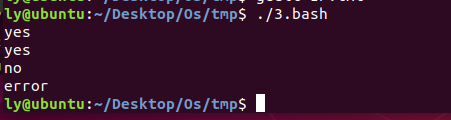 ly@ubuntu:~/Desktop/Os/tmp$ ./3.bash
yes
yes
no
error
ly@ubuntu:~/Desktop/Os/tmp$